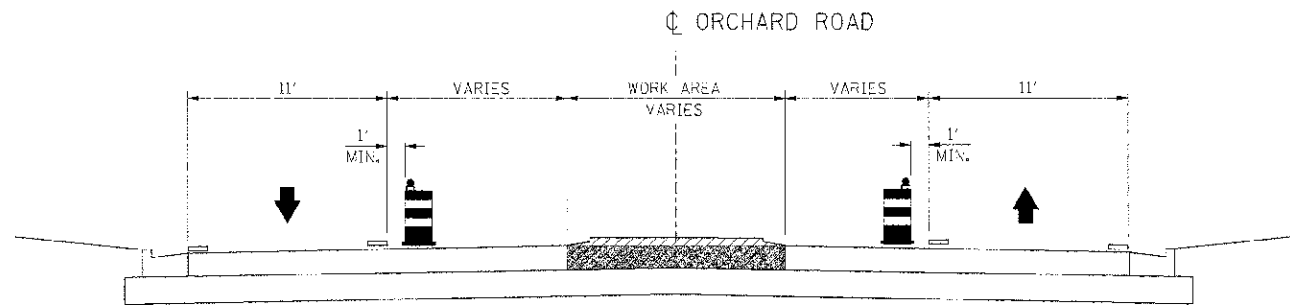 ℄ ORCHARD ROAD
11' VARIES WORK AREA VARIES 11'
VARIES
1' 1'
MIN. MIN.